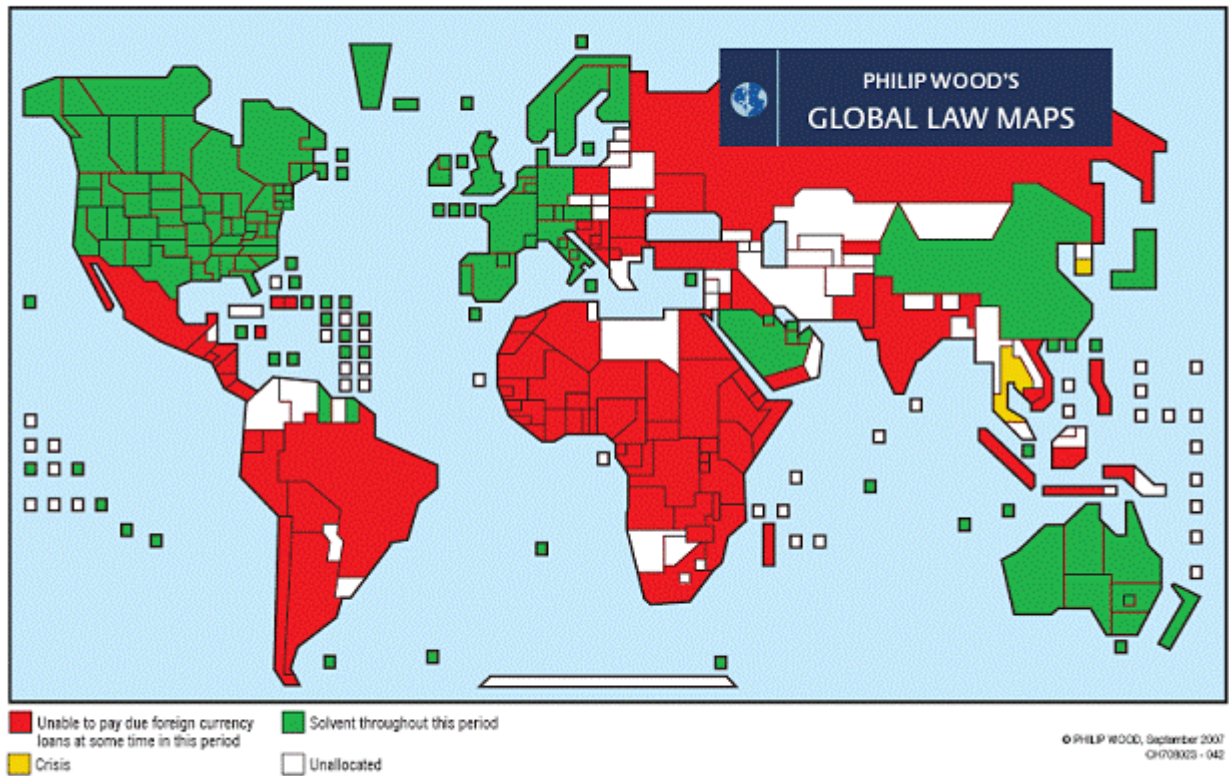 PHILIP WOOD'S
GLOBAL LAW MAPS
Unable to pay due foreign currency
loans at some time in this period
Solvent throughout this period
Crisis
Unallocated
© PHILIP WOOD, September 2007